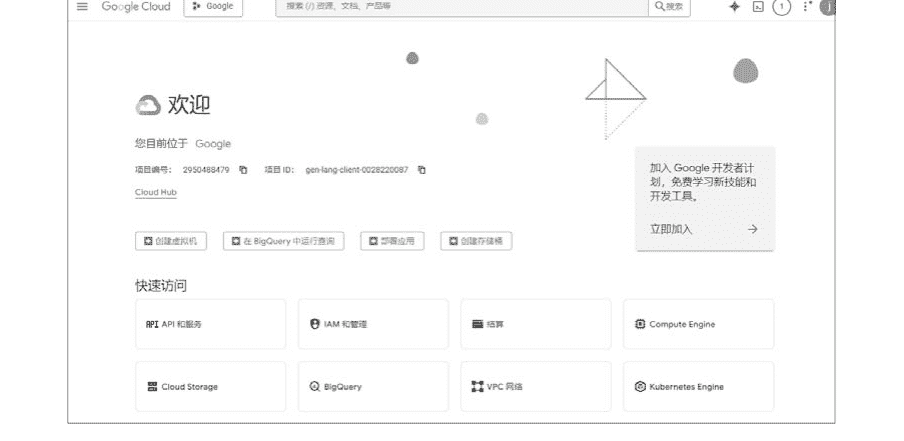 Google Cloud
Google
搜索 (/) 资源、文档、产品等
搜索
1
j
欢迎
您目前位于 Google
项目编号： 2950488479 项目 ID： gen-lang-client-0028220087
Cloud Hub
加入 Google 开发者计
划，免费学习新技能和
开发工具。
立即加入
创建虚拟机
在 BigQuery 中运行查询
部署应用
创建存储桶
快速访问
API API 和服务
IAM 和管理
结算
Compute Engine
Cloud Storage
BigQuery
VPC 网络
Kubernetes Engine